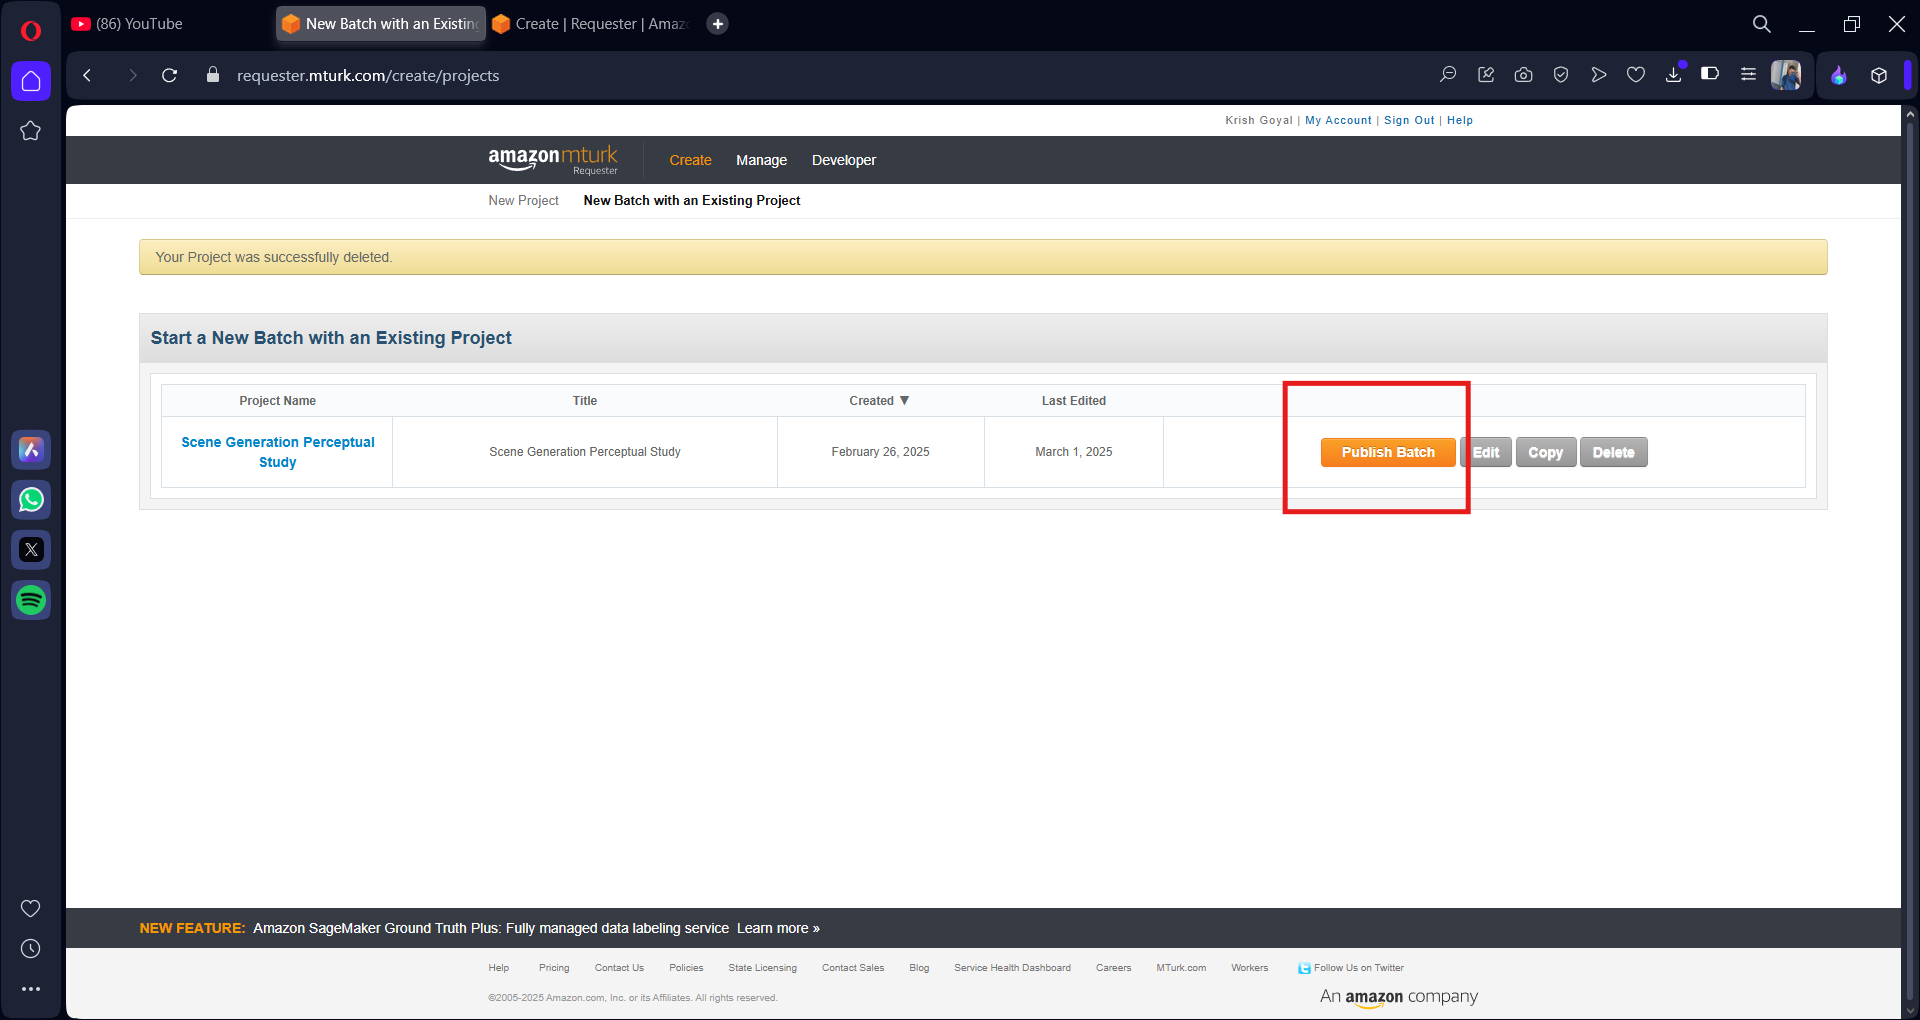 (86) YouTube
New Batch with an Existing
Create | Requester | Amaz
requester.mturk.com/create/projects
Krish Goyal | My Account | Sign Out | Help
amazon mturk
Requester
Create
Manage
Developer
New Project
New Batch with an Existing Project
Your Project was successfully deleted.
Start a New Batch with an Existing Project
Project Name
Title
Created ▼
Last Edited
Scene Generation Perceptual
Study
Scene Generation Perceptual Study
February 26, 2025
March 1, 2025
Publish Batch
Edit
Copy
Delete
NEW FEATURE: Amazon SageMaker Ground Truth Plus: Fully managed data labeling service Learn more »
Help
Pricing
Contact Us
Policies
State Licensing
Contact Sales
Blog
Service Health Dashboard
Careers
MTurk.com
Workers
Follow Us on Twitter
©2005-2025 Amazon.com, Inc. or its Affiliates. All rights reserved.
An amazon company